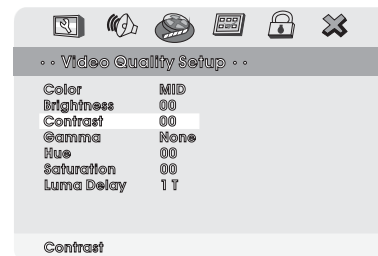 · · Video Quality Setup · ·
Color MID
Brightness 00
Contrast 00
Gamma None
Hue 00
Saturation 00
Luma Delay 1 T
Contrast